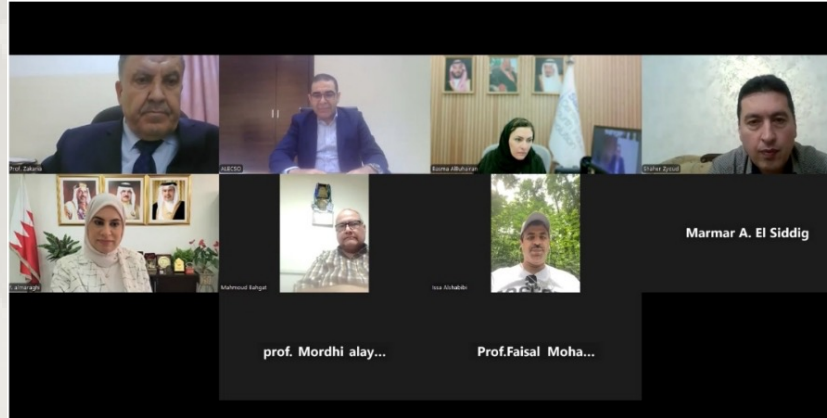 Prof. Zakaria
ALECSO
Basma AlBuhairan
Shaher Zyoud
Mahmoud Bahgat
Issa Alshabibi
Marmar A. El Siddig
prof. Mordhi alay...
Prof.Faisal Moha...